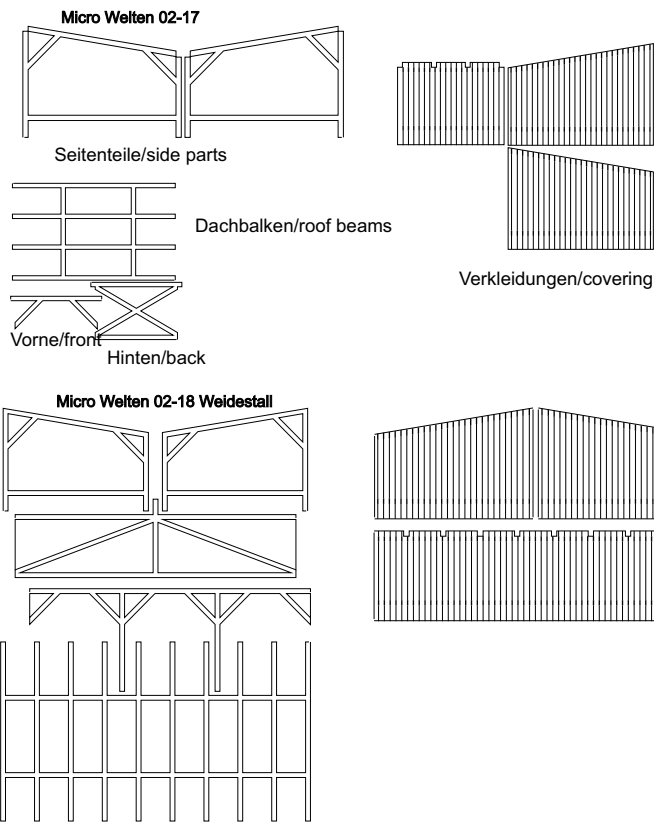 Micro Welten 02-17
Seitenteile/side parts
Dachbalken/roof beams
Verkleidungen/covering
Vorne/front
Hinten/back
Micro Welten 02-18 Weidestall